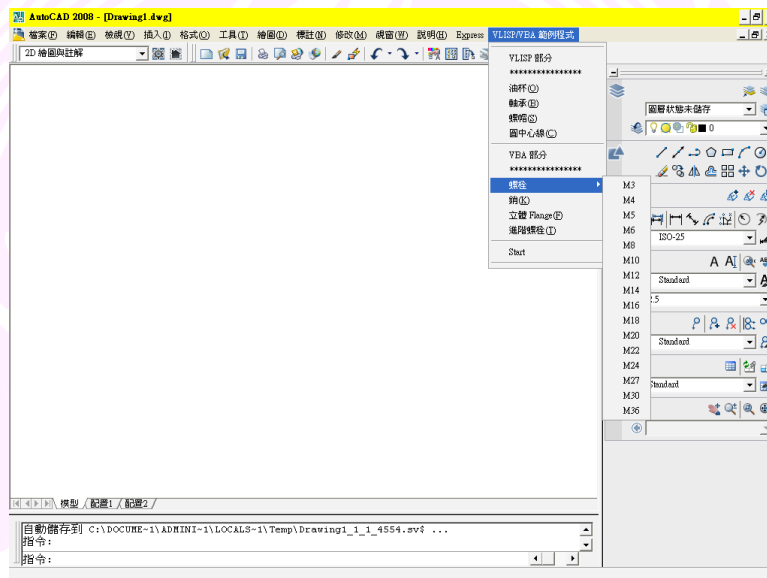 AutoCAD 2008 - [Drawing1.dwg]
檔案(F) 編輯(E) 檢視(V) 插入(I) 格式(O) 工具(T) 繪圖(D) 標註(N) 修改(M) 視窗(W) 說明(H) Express VLISP/VBA 範例程式
2D 繪圖與註解
VLISP 部分
****************
油杯(O)
軸承(B)
螺帽(S)
圓中心線(C)
VBA 部分
****************
螺栓
銷(K)
立體 Flange(F)
進階螺栓(T)
Start
M3
M4
M5
M6
M8
M10
M12
M14
M16
M18
M20
M22
M24
M27
M30
M36
圖層狀態未儲存
0
ISO-25
Standard
Standard
Standard
模型 配置1 配置2
自動儲存到 C:\DOCUME~1\ADMINI~1\LOCALS~1\Temp\Drawing1_1_1_4554.sv$ ...
指令:
指令: